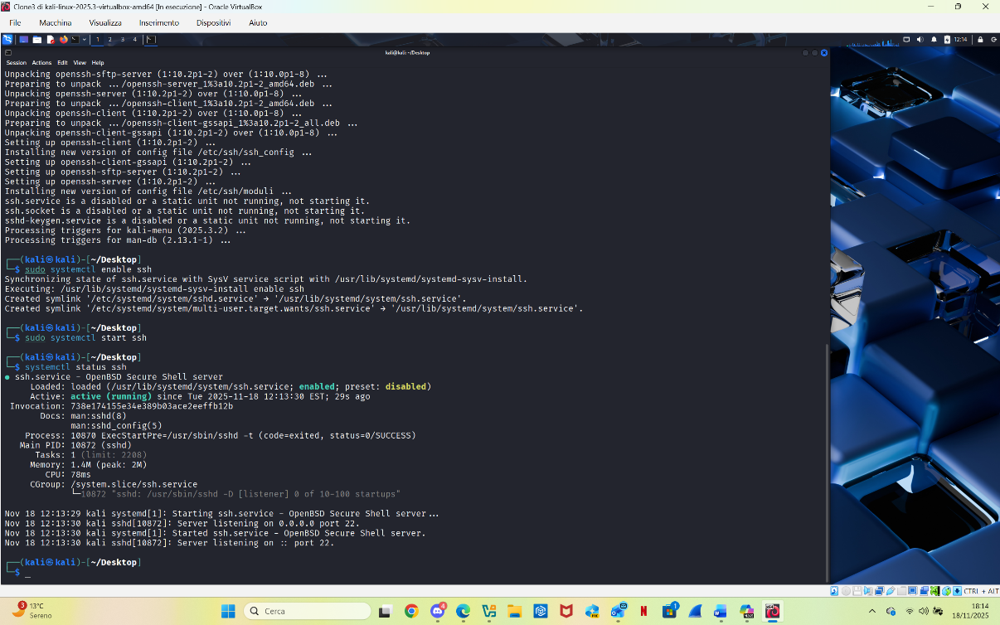 Clone3 di kali-linux-2025.3-virtualbox-amd64 [In esecuzione] - Oracle VirtualBox
File Macchina Visualizza Inserimento Dispositivi Aiuto
1 2 3 4
12:14
kali@kali: ~/Desktop
Session Actions Edit View Help
Unpacking openssh-sftp-server (1:10.2p1-2) over (1:10.0p1-8) ...
Preparing to unpack .../openssh-server_1%3a10.2p1-2_amd64.deb ...
Unpacking openssh-server (1:10.2p1-2) over (1:10.0p1-8) ...
Preparing to unpack .../openssh-client_1%3a10.2p1-2_amd64.deb ...
Unpacking openssh-client (1:10.2p1-2) over (1:10.0p1-8) ...
Preparing to unpack .../openssh-client-gssapi_1%3a10.2p1-2_all.deb ...
Unpacking openssh-client-gssapi (1:10.2p1-2) over (1:10.0p1-8) ...
Setting up openssh-client (1:10.2p1-2) ...
Installing new version of config file /etc/ssh/ssh_config ...
Setting up openssh-client-gssapi (1:10.2p1-2) ...
Setting up openssh-sftp-server (1:10.2p1-2) ...
Setting up openssh-server (1:10.2p1-2) ...
Installing new version of config file /etc/ssh/moduli ...
ssh.service is a disabled or a static unit not running, not starting it.
ssh.socket is a disabled or a static unit not running, not starting it.
sshd-keygen.service is a disabled or a static unit not running, not starting it.
Processing triggers for kali-menu (2025.3.2) ...
Processing triggers for man-db (2.13.1-1) ...
┌──(kali㉿kali)-[~/Desktop]
└─$ sudo systemctl enable ssh
Synchronizing state of ssh.service with SysV service script with /usr/lib/systemd/systemd-sysv-install.
Executing: /usr/lib/systemd/systemd-sysv-install enable ssh
Created symlink '/etc/systemd/system/sshd.service' → '/usr/lib/systemd/system/ssh.service'.
Created symlink '/etc/systemd/system/multi-user.target.wants/ssh.service' → '/usr/lib/systemd/system/ssh.service'.
┌──(kali㉿kali)-[~/Desktop]
└─$ sudo systemctl start ssh
┌──(kali㉿kali)-[~/Desktop]
└─$ systemctl status ssh
● ssh.service - OpenBSD Secure Shell server
Loaded: loaded (/usr/lib/systemd/system/ssh.service; enabled; preset: disabled)
Active: active (running) since Tue 2025-11-18 12:13:30 EST; 29s ago
Invocation: 738e174155e34e389b03ace2eeffb12b
Docs: man:sshd(8)
man:sshd_config(5)
Process: 10870 ExecStartPre=/usr/sbin/sshd -t (code=exited, status=0/SUCCESS)
Main PID: 10872 (sshd)
Tasks: 1 (limit: 2208)
Memory: 1.4M (peak: 2M)
CPU: 78ms
CGroup: /system.slice/ssh.service
└─10872 "sshd: /usr/sbin/sshd -D [listener] 0 of 10-100 startups"
Nov 18 12:13:29 kali systemd[1]: Starting ssh.service - OpenBSD Secure Shell server...
Nov 18 12:13:30 kali sshd[10872]: Server listening on 0.0.0.0 port 22.
Nov 18 12:13:30 kali systemd[1]: Started ssh.service - OpenBSD Secure Shell server.
Nov 18 12:13:30 kali sshd[10872]: Server listening on :: port 22.
┌──(kali㉿kali)-[~/Desktop]
└─$ _
CTRL + ALT
3
13°C
Sereno
Cerca
4
1
18:14
18/11/2025